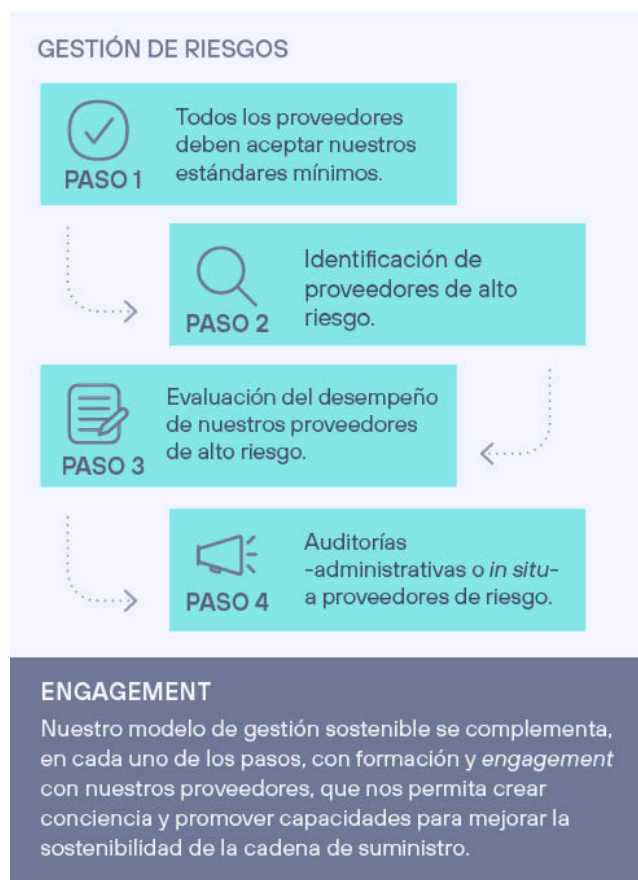 GESTIÓN DE RIESGOS
PASO 1
Todos los proveedores
deben aceptar nuestros
estándares mínimos.
PASO 2
Identificación de
proveedores de alto
riesgo.
PASO 3
Evaluación del desempeño
de nuestros proveedores
de alto riesgo.
PASO 4
Auditorías
-administrativas o in situ-
a proveedores de riesgo.
ENGAGEMENT
Nuestro modelo de gestión sostenible se complementa,
en cada uno de los pasos, con formación y engagement
con nuestros proveedores, que nos permita crear
conciencia y promover capacidades para mejorar la
sostenibilidad de la cadena de suministro.